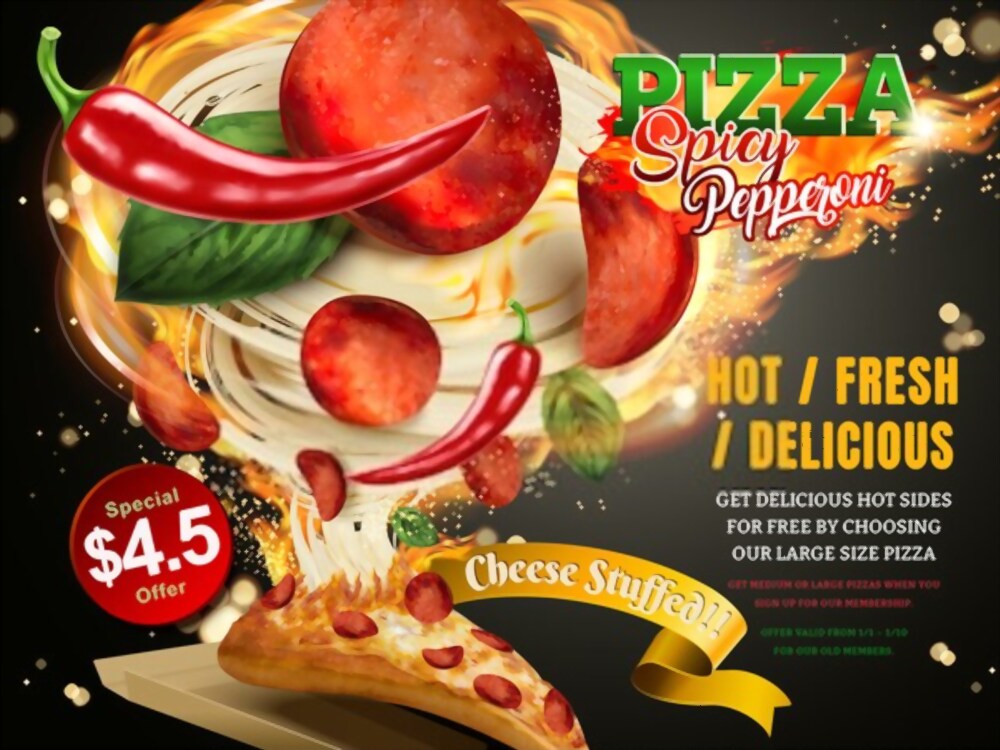 PIZZA
Spicy
Pepperoni
HOT / FRESH
/ DELICIOUS
GET DELICIOUS HOT SIDES
FOR FREE BY CHOOSING
OUR LARGE SIZE PIZZA
GET MEDIUM OR LARGE PIZZAS WHEN YOU
SIGN UP FOR OUR MEMBERSHIP.
OFFER VALID FROM 1/1 - 1/10
FOR OUR OLD MEMBERS.
Special
$4.5
Offer
Cheese Stuffed!!